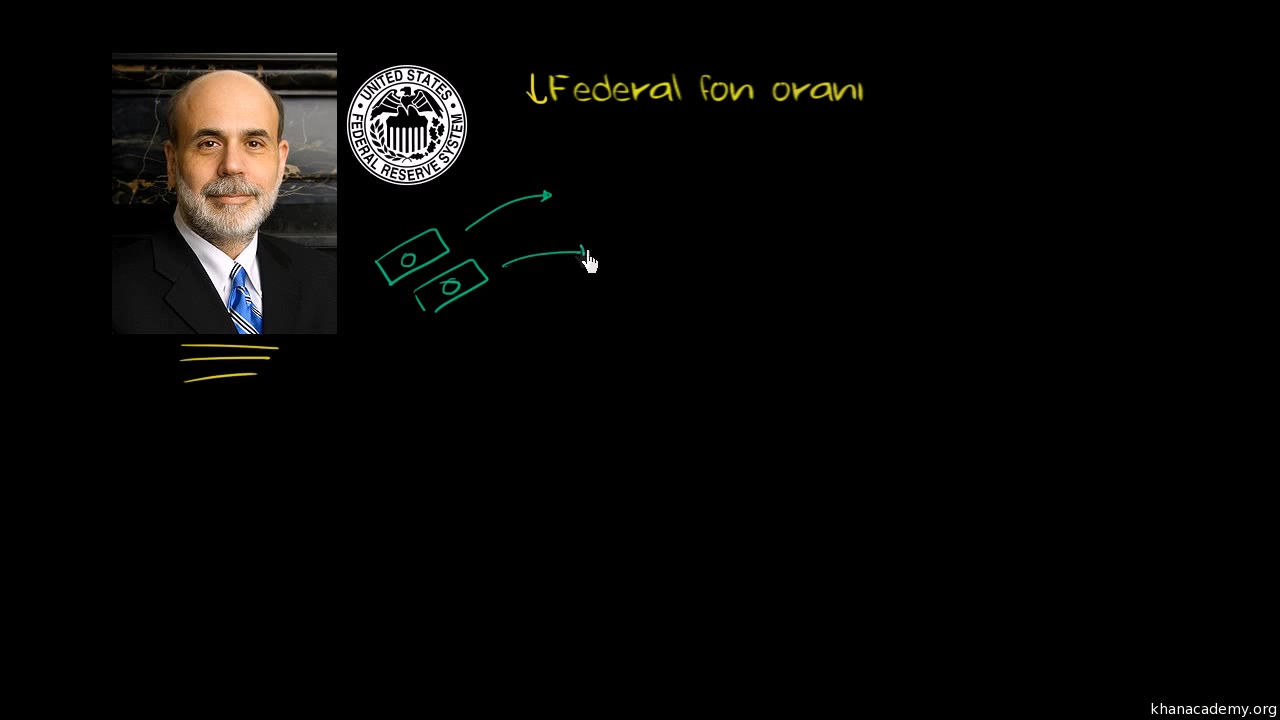 ↓Federal fon oranı
UNITED STATES
FEDERAL RESERVE SYSTEM
khanacademy.org